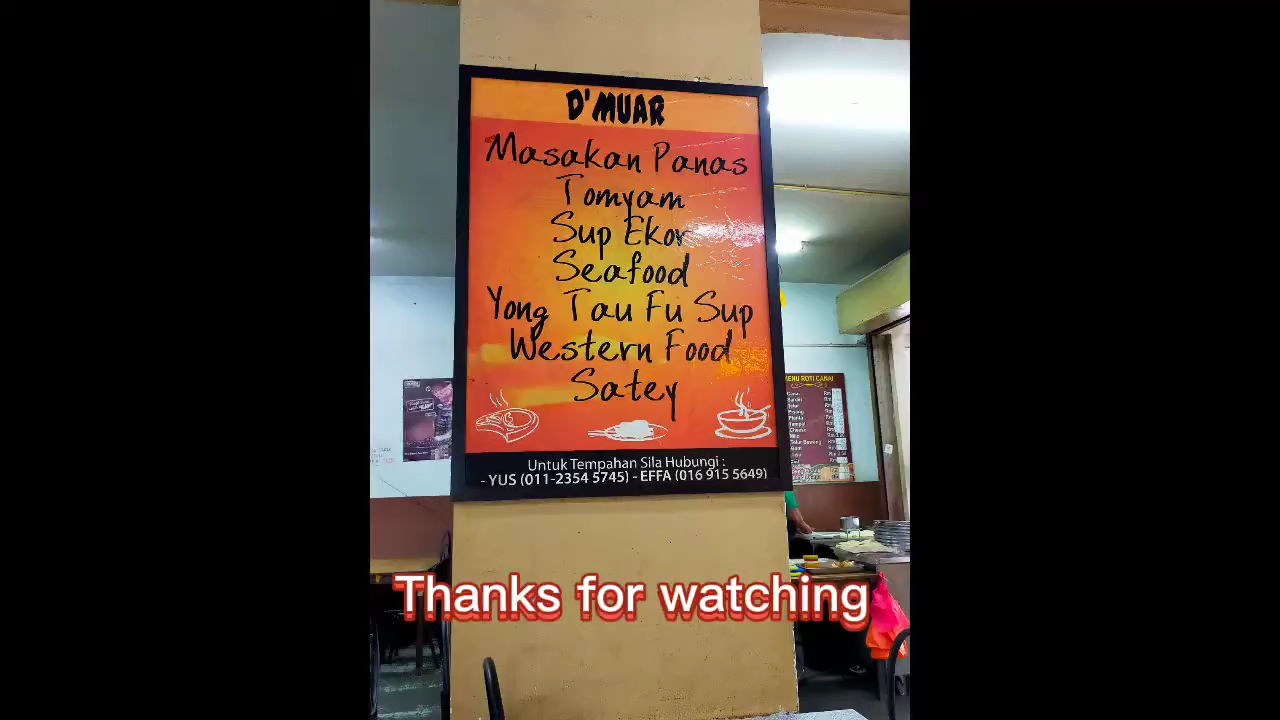 D'MUAR
Masakan Panas
Tomyam
Sup Ekor
Seafood
Yong Tau Fu Sup
Western Food
Satey
Untuk Tempahan Sila Hubungi :
- YUS (011-2354 5745) - EFFA (016 915 5649)
MENU ROTI CANAI
Thanks for watching